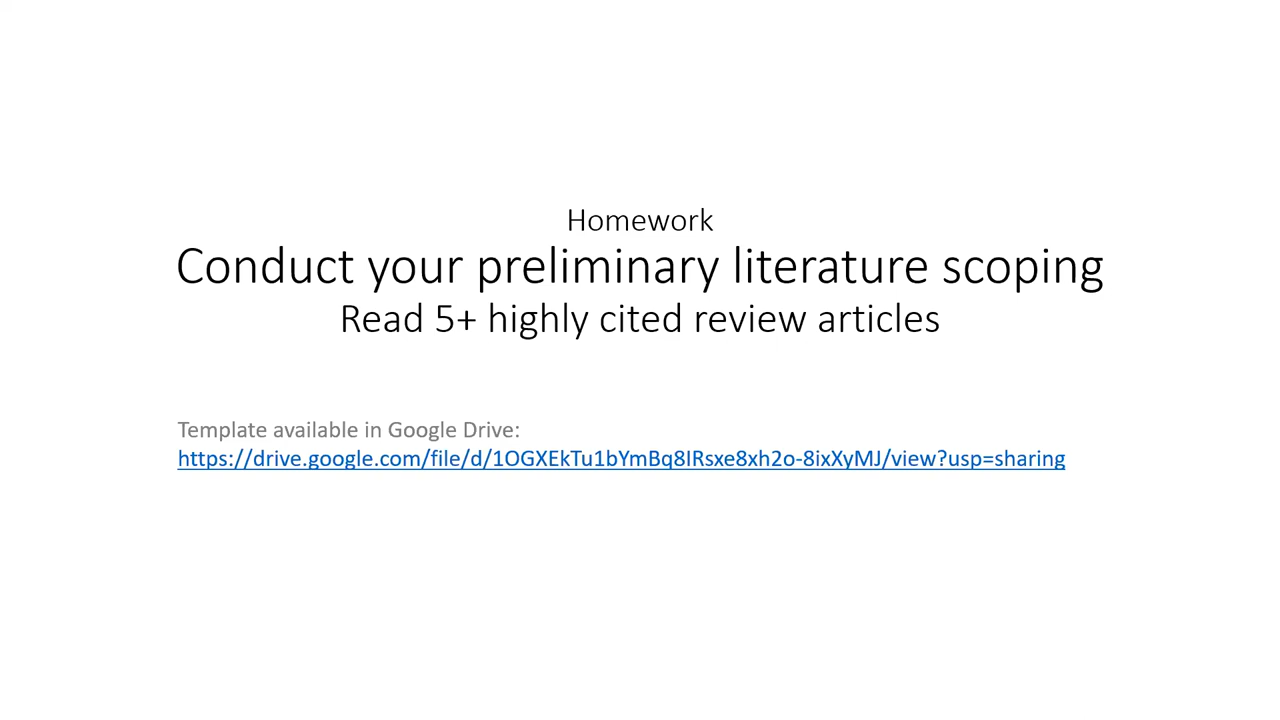 Homework
Conduct your preliminary literature scoping
Read 5+ highly cited review articles
Template available in Google Drive:
https://drive.google.com/file/d/1OGXEkTu1bYmBq8IRsxe8xh2o-8ixXyMJ/view?usp=sharing